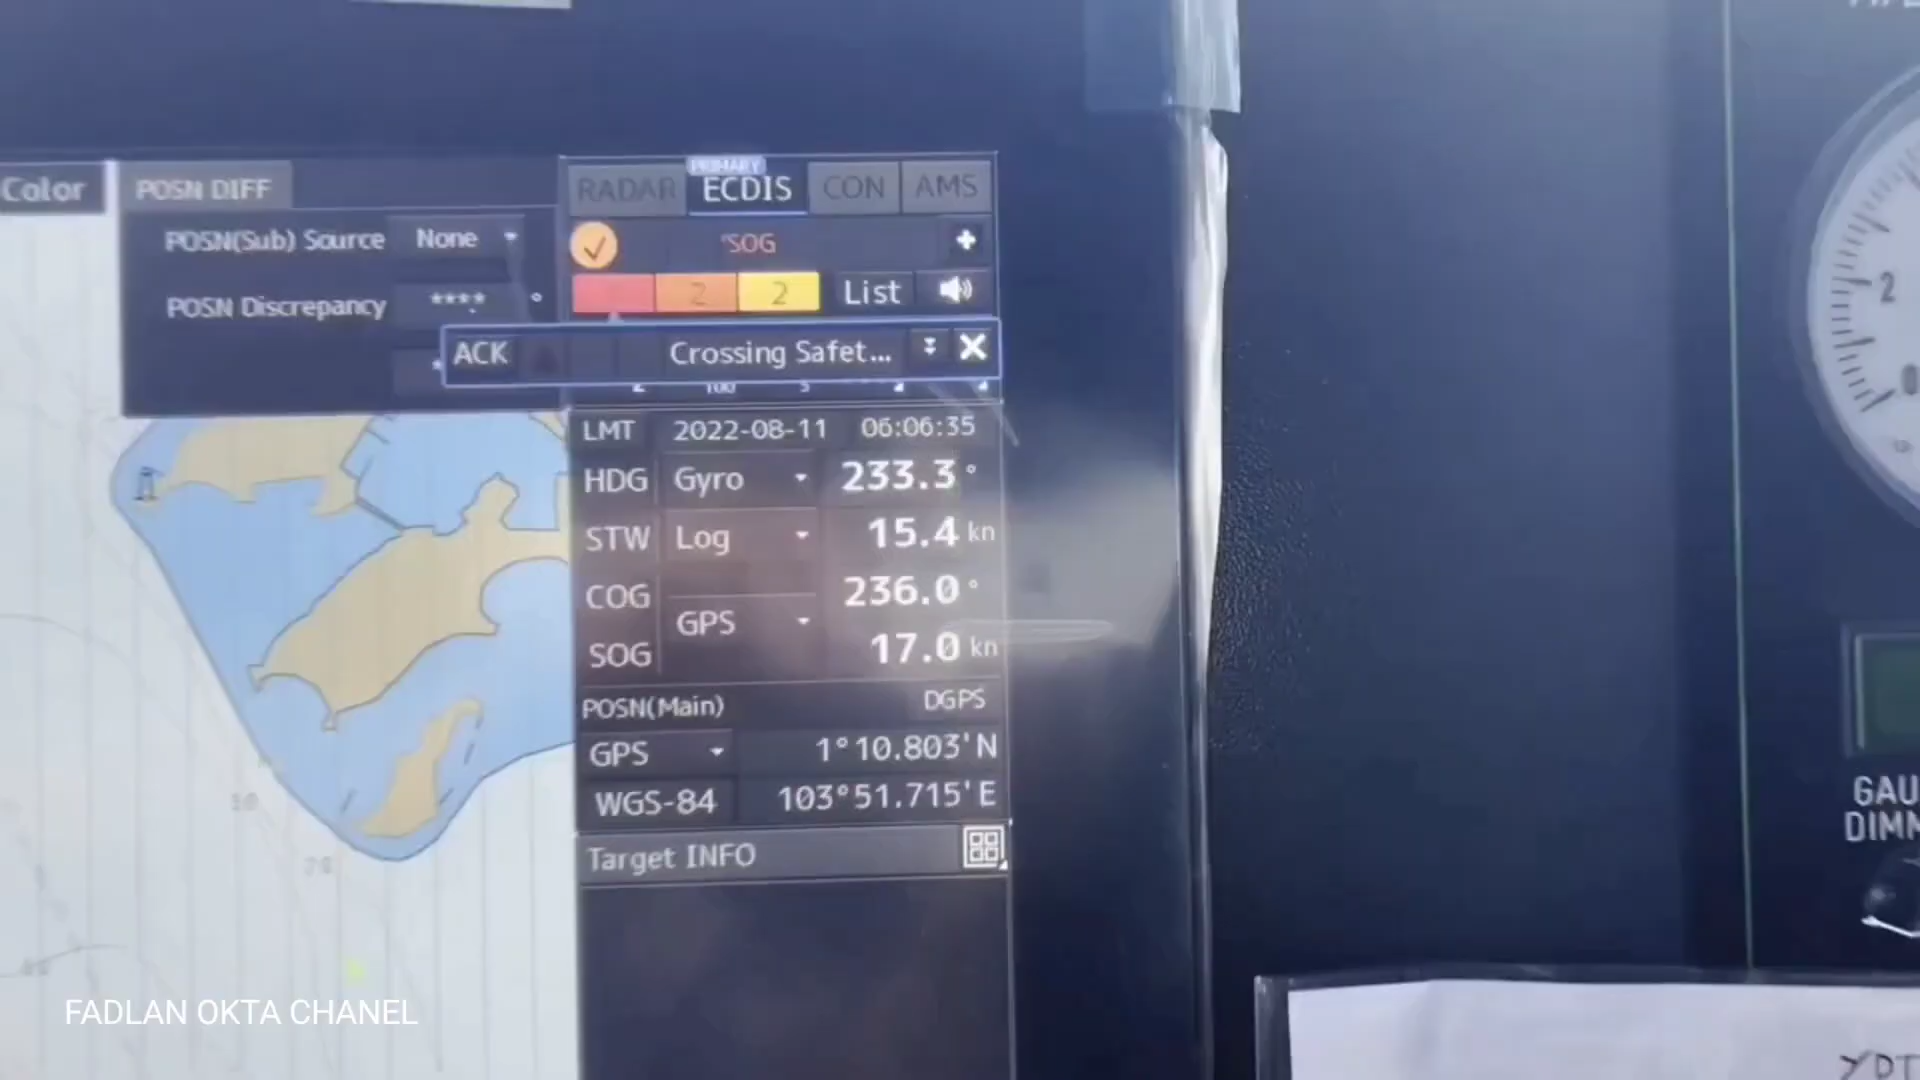 Color
POSN DIFF
POSN(Sub) Source None
POSN Discrepancy ****.
°
PRIMARY
RADAR ECDIS CON AMS
SOG
2 2 List
ACK Crossing Safet...
LMT 2022-08-11 06:06:35
HDG Gyro 233.3 °
STW Log 15.4 kn
COG 236.0 °
GPS
SOG 17.0 kn
POSN(Main) DGPS
GPS 1°10.803'N
WGS-84 103°51.715'E
Target INFO
2
0
GAU
DIMM
FADLAN OKTA CHANEL